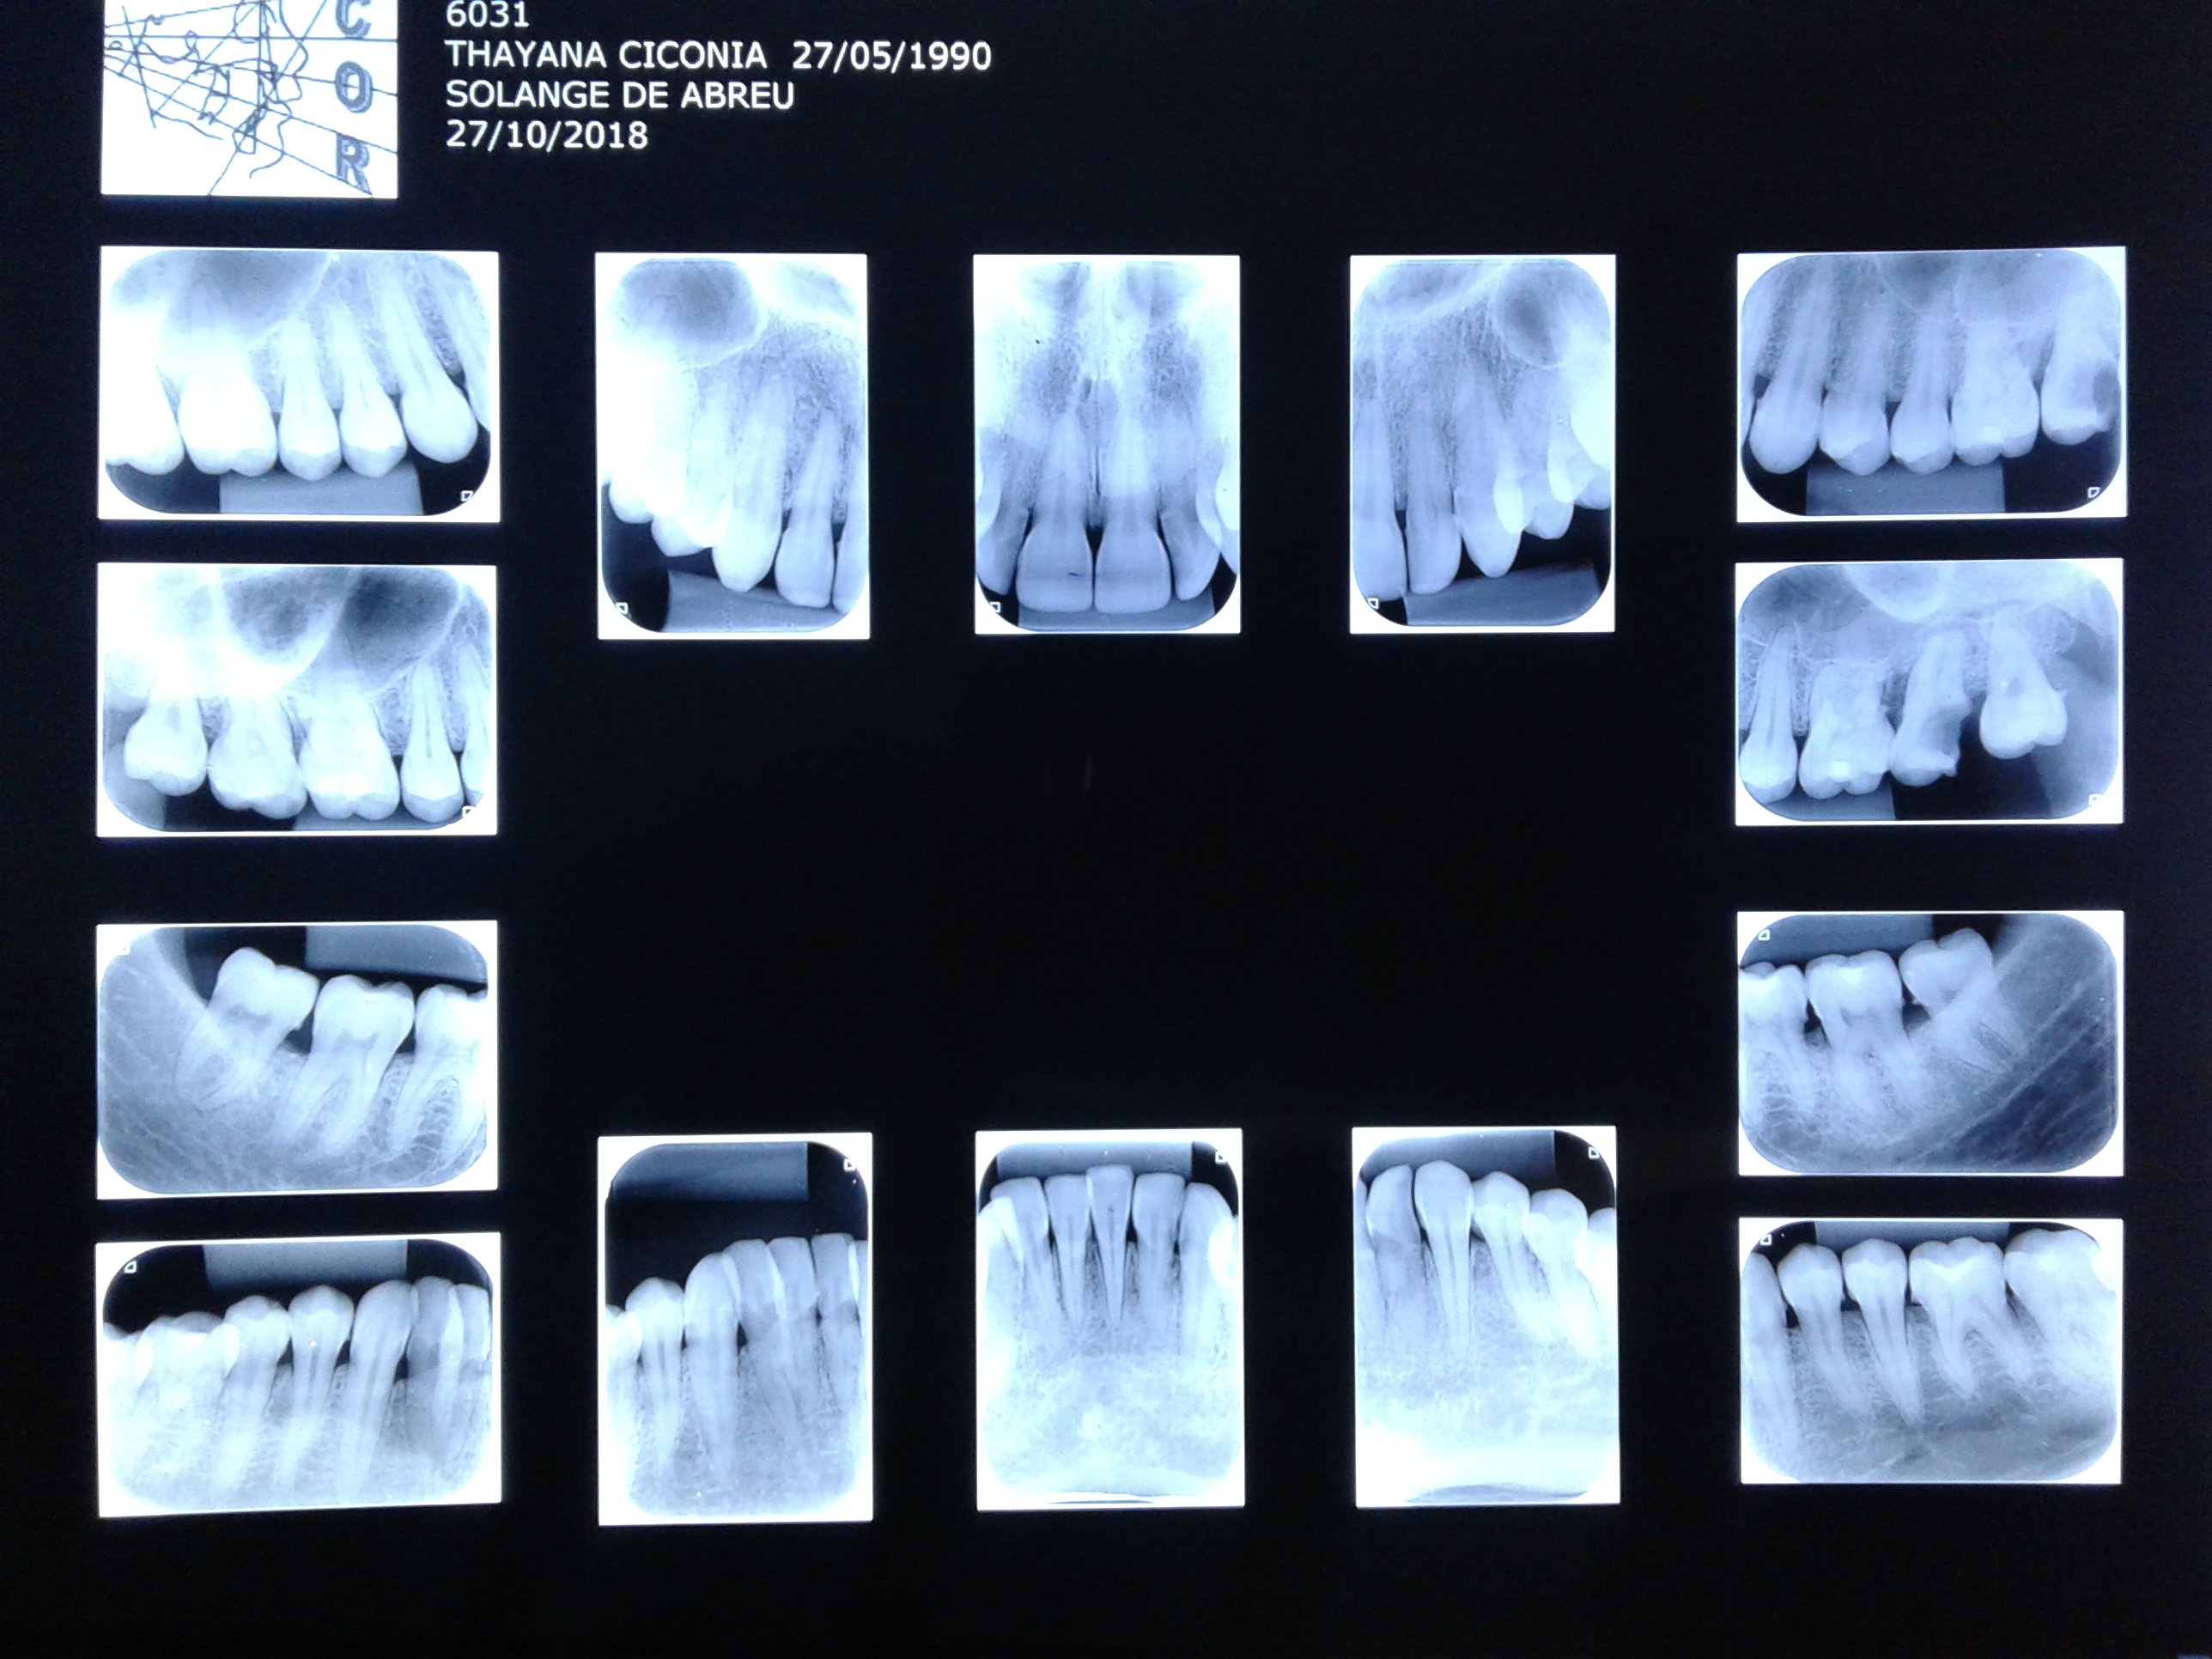 C
O
R
6031
THAYANA CICONIA 27/05/1990
SOLANGE DE ABREU
27/10/2018